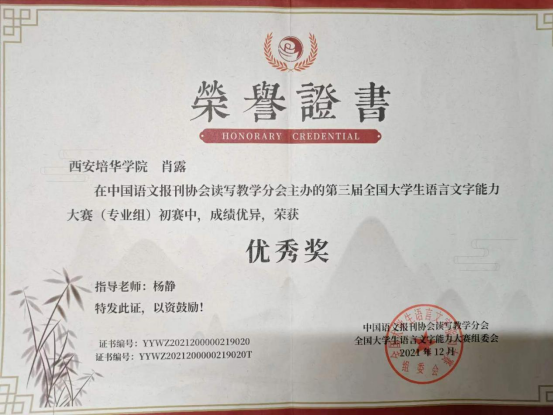 榮譽證書
HONORARY CREDENTIAL
西安培华学院 肖露
在中国语文报刊协会读写教学分会主办的第三届全国大学生语言文字能力
大赛（专业组）初赛中，成绩优异，荣获
优秀奖
指导老师：杨静
特发此证，以资鼓励！
证书编号：YYWZ2021200000219020
证书编号：YYWZ2021200000219020T
中国语文报刊协会读写教学分会
全国大学生语言文字能力大赛组委会
2021 年 12 月
组委会